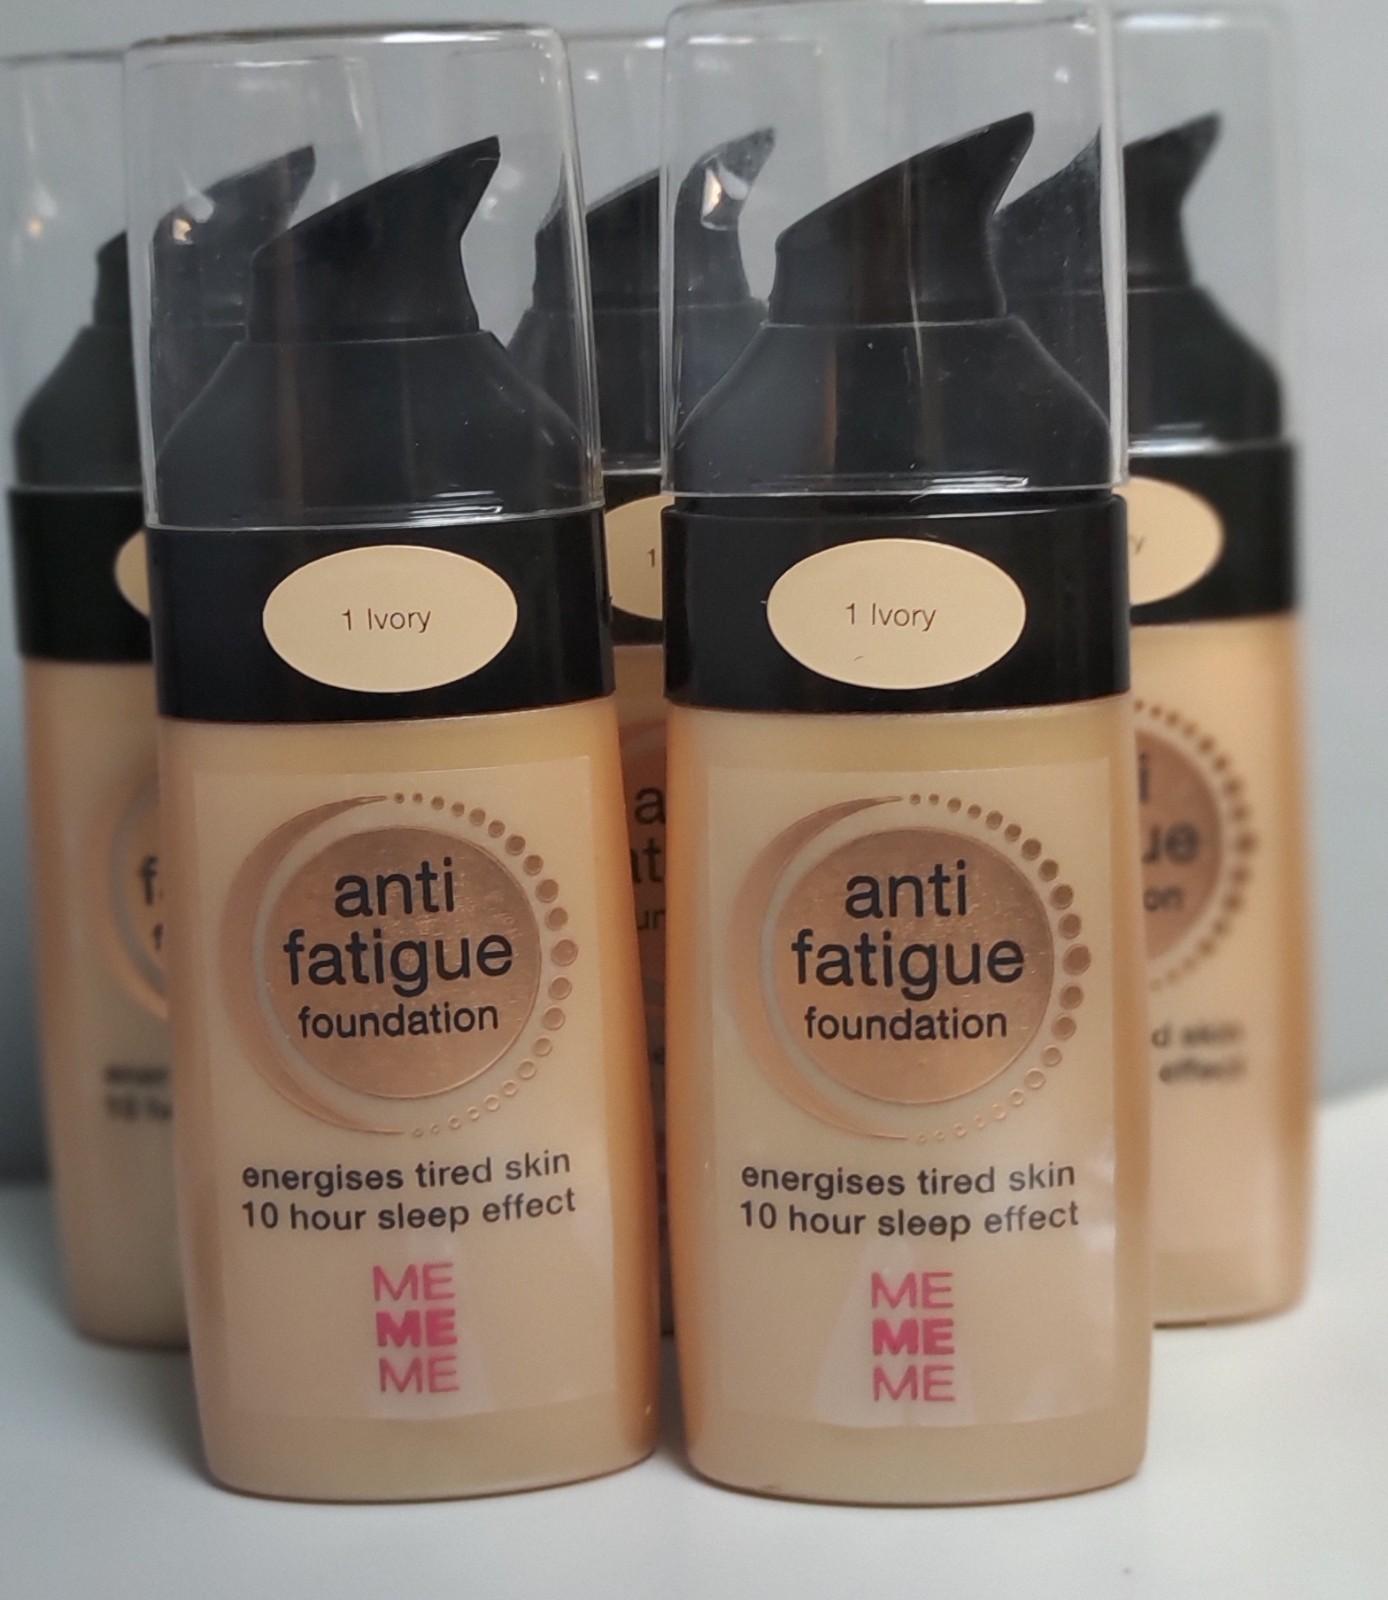 1 Ivory
anti
fatigue
foundation
energises tired skin
10 hour sleep effect
ME
ME
ME
1 Ivory
anti
fatigue
foundation
energises tired skin
10 hour sleep effect
ME
ME
ME